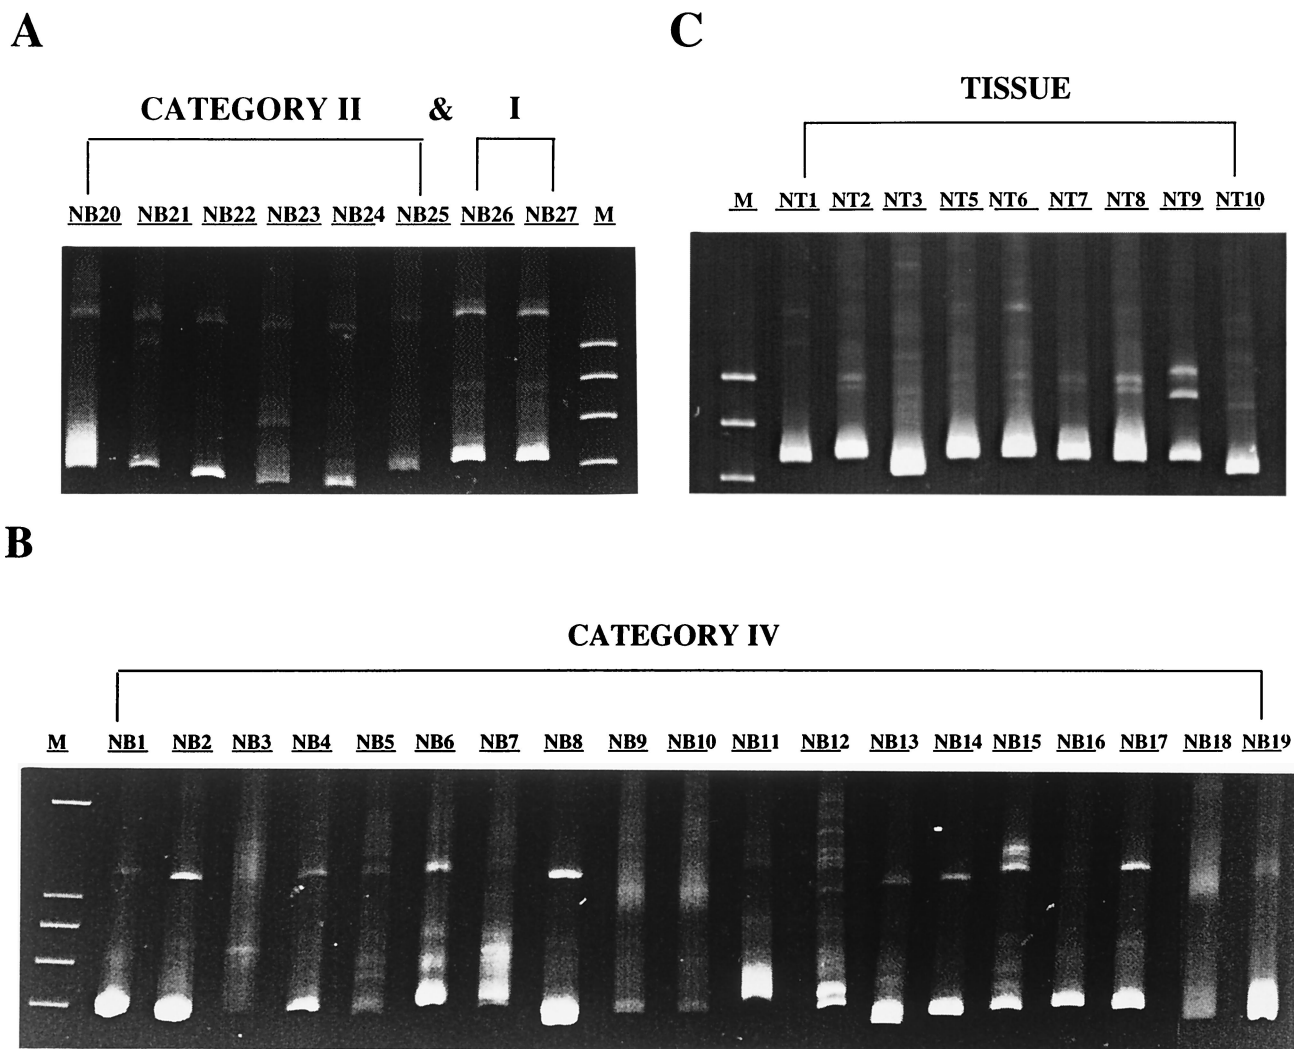 A
CATEGORY II & I
NB20 NB21 NB22 NB23 NB24 NB25 NB26 NB27 M
C
TISSUE
M NT1 NT2 NT3 NT5 NT6 NT7 NT8 NT9 NT10
B
CATEGORY IV
M NB1 NB2 NB3 NB4 NB5 NB6 NB7 NB8 NB9 NB10 NB11 NB12 NB13 NB14 NB15 NB16 NB17 NB18 NB19